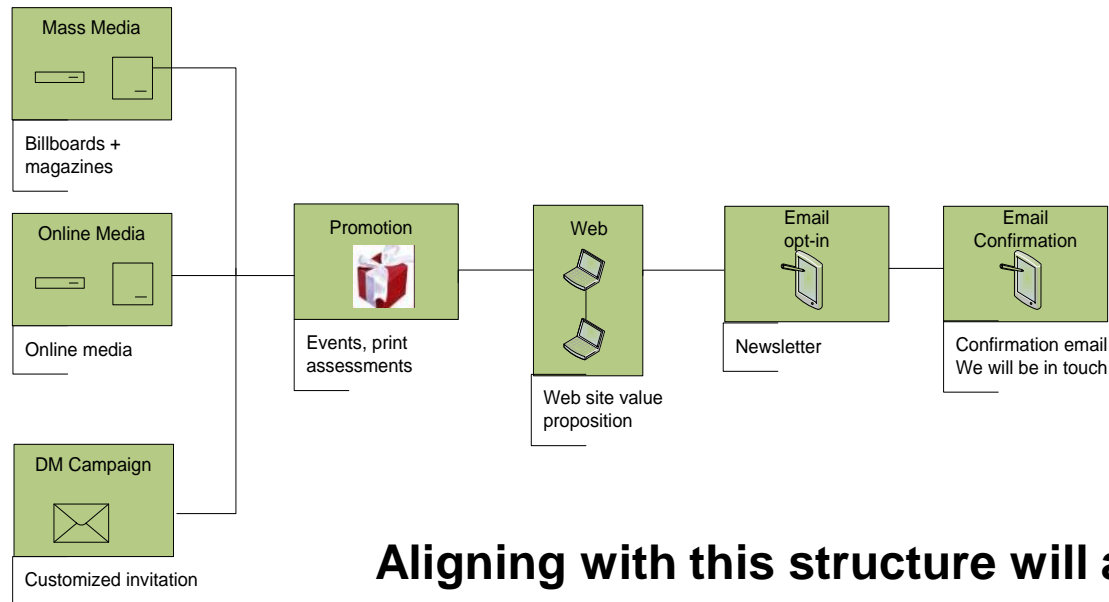 Mass Media
Billboards +
magazines
Online Media
Online media
DM Campaign
Customized invitation
Promotion
Events, print
assessments
Web
Web site value
proposition
Email
opt-in
Newsletter
Email
Confirmation
Confirmation email
We will be in touch
Aligning with this structure will a